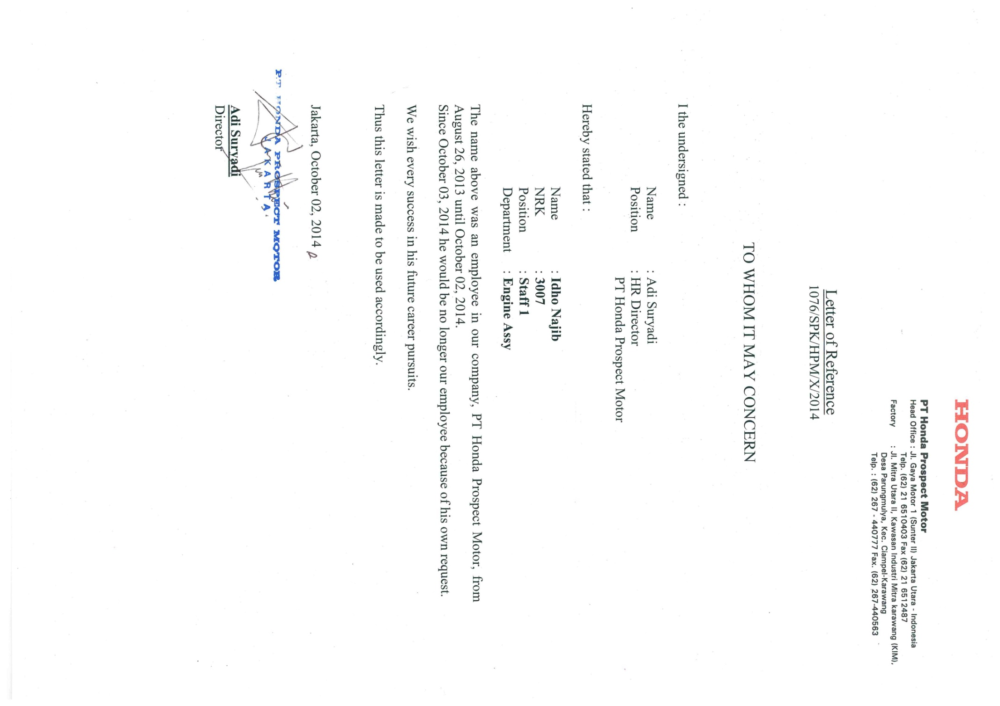 HONDA
PT Honda Prospect Motor
Head Office : Jl. Gaya Motor 1 (Sunter II) Jakarta Utara - Indonesia
Telp. (62) 21 6510403 Fax (62) 21 6512487
Factory : Jl. Mitra Utara II, Kawasan Industri Mitra karawang (KIM),
Desa Parungmulya, Kec. Ciampel-Karawang
Telp. : (62) 267 - 440777 Fax. (62) 267-440563
Letter of Reference
1076/SPK/HPM/X/2014
TO WHOM IT MAY CONCERN
I the undersigned :
Name : Adi Suryadi
Position : HR Director
PT Honda Prospect Motor
Hereby stated that :
Name : Idho Najib
NRK : 3007
Position : Staff 1
Department : Engine Assy
The name above was an employee in our company, PT Honda Prospect Motor, from
August 26, 2013 until October 02, 2014.
Since October 03, 2014 he would be no longer our employee because of his own request.
We wish every success in his future career pursuits.
Thus this letter is made to be used accordingly.
Jakarta, October 02, 2014
P.T HONDA PROSPECT MOTOR
JAKARTA
Adi Suryadi
Director